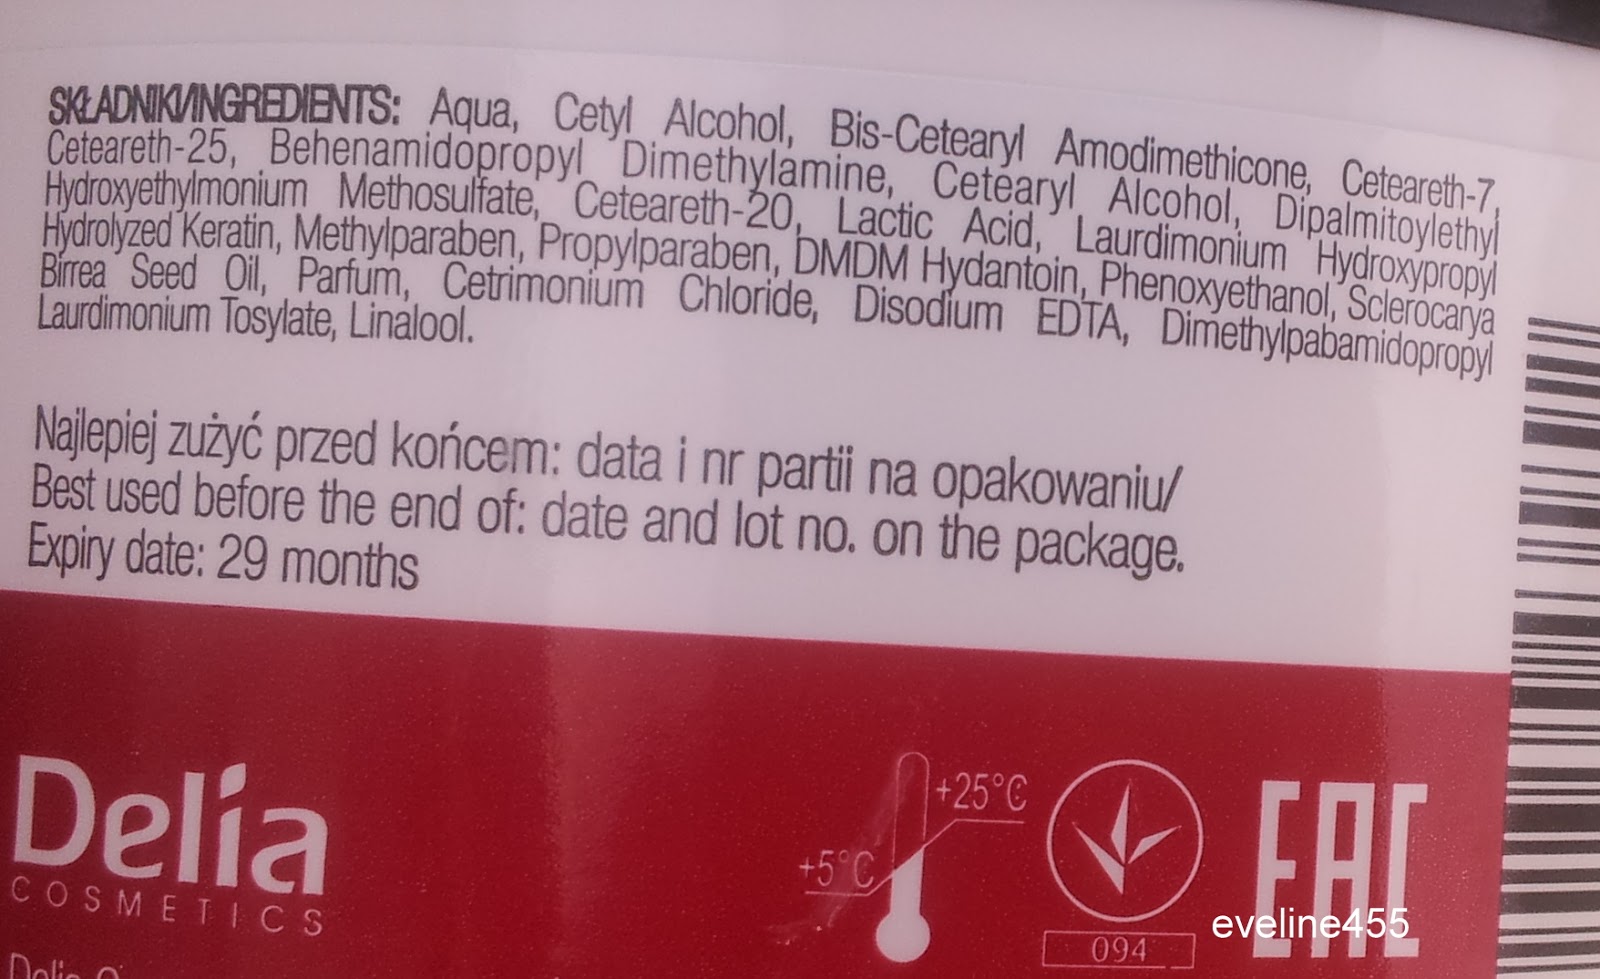 SKŁADNIKI/INGREDIENTS: Aqua, Cetyl Alcohol, Bis-Cetearyl Amodimethicone, Ceteareth-7,
Ceteareth-25, Behenamidopropyl Dimethylamine, Cetearyl Alcohol, Dipalmitoylethyl
Hydroxyethylmonium Methosulfate, Ceteareth-20, Lactic Acid, Laurdimonium Hydroxypropyl
Hydrolyzed Keratin, Methylparaben, Propylparaben, DMDM Hydantoin, Phenoxyethanol, Sclerocarya
Birrea Seed Oil, Parfum, Cetrimonium Chloride, Disodium EDTA, Dimethylpabamidopropyl
Laurdimonium Tosylate, Linalool.
Najlepiej zużyć przed końcem: data i nr partii na opakowaniu/
Best used before the end of: date and lot no. on the package.
Expiry date: 29 months
Delia
COSMETICS
+25°C
+5°C
094
EAC
eveline455
Delia